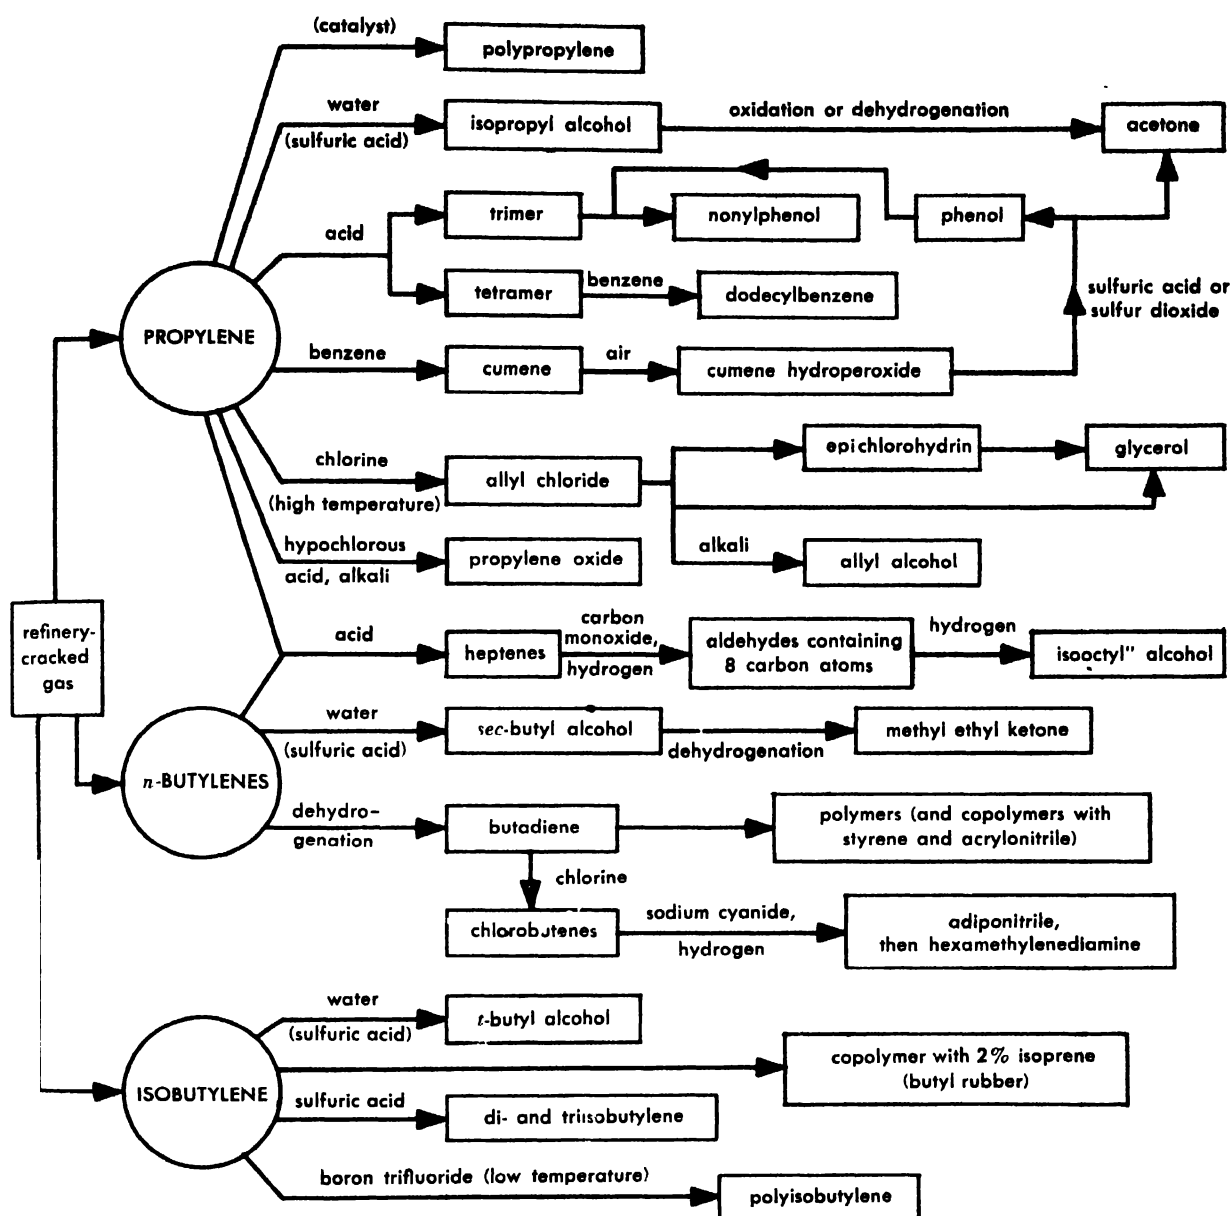 (catalyst)
polypropylene
water
(sulfuric acid)
isopropyl alcohol
oxidation or dehydrogenation
acetone
acid
trimer
nonylphenol
phenol
tetramer
benzene
dodecylbenzene
sulfuric acid or
sulfur dioxide
PROPYLENE
benzene
cumene
air
cumene hydroperoxide
chlorine
(high temperature)
allyl chloride
epichlorohydrin
glycerol
alkali
allyl alcohol
hypochlorous
acid, alkali
propylene oxide
refinery-
cracked
gas
acid
heptenes
carbon
monoxide,
hydrogen
aldehydes containing
8 carbon atoms
hydrogen
isooctyl" alcohol
water
(sulfuric acid)
sec-butyl alcohol
dehydrogenation
methyl ethyl ketone
n-BUTYLENES
dehydro-
genation
butadiene
polymers (and copolymers with
styrene and acrylonitrile)
chlorine
chlorobutenes
sodium cyanide,
hydrogen
adiponitrile,
then hexamethylenediamine
water
(sulfuric acid)
t-butyl alcohol
copolymer with 2% isoprene
(butyl rubber)
ISOBUTYLENE
sulfuric acid
di- and triisobutylene
boron trifluoride (low temperature)
polyisobutylene